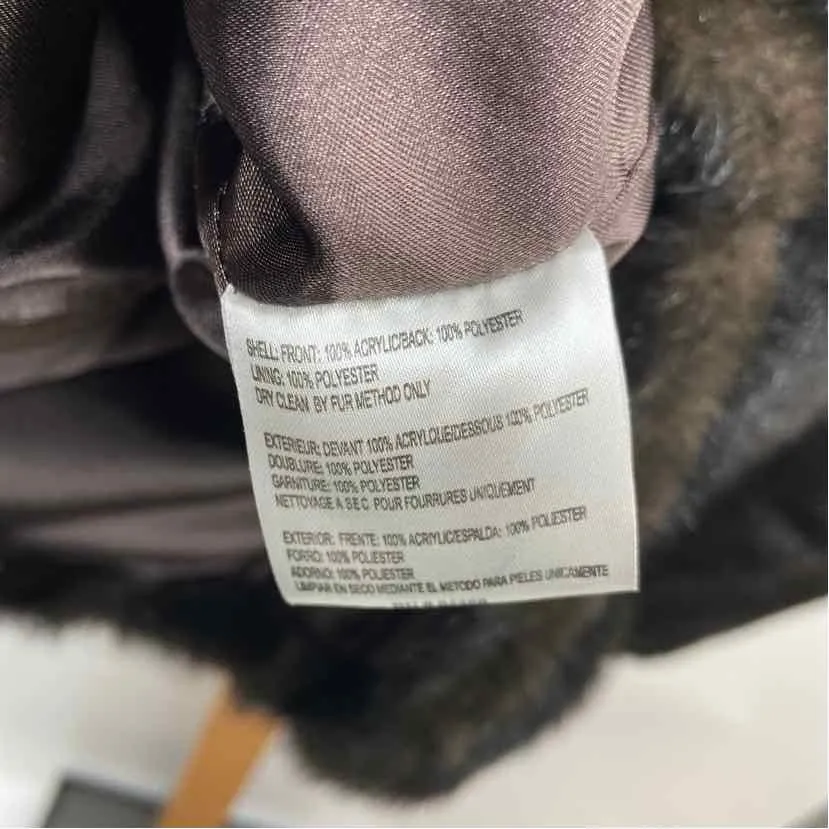 SHELL: FRONT: 100% ACRYLIC/BACK: 100% POLYESTER
LINING: 100% POLYESTER
DRY CLEAN BY FUR METHOD ONLY
EXTERIEUR: DEVANT 100% ACRYLQUE/DESSOUS 100% POLYESTER
DOUBLURE: 100% POLYESTER
GARNITURE: 100% POLYESTER
NETTOYAGE A SEC POUR FOURRURES UNIQUEMENT
EXTERIOR: FRENTE: 100% ACRYLIC/ESPALDA: 100% POLIESTER
FORRO: 100% POLIESTER
ADORNO: 100% POLIESTER
LIMPIAR EN SECO MEDIANTE EL METODO PARA PIELES UNICAMENTE